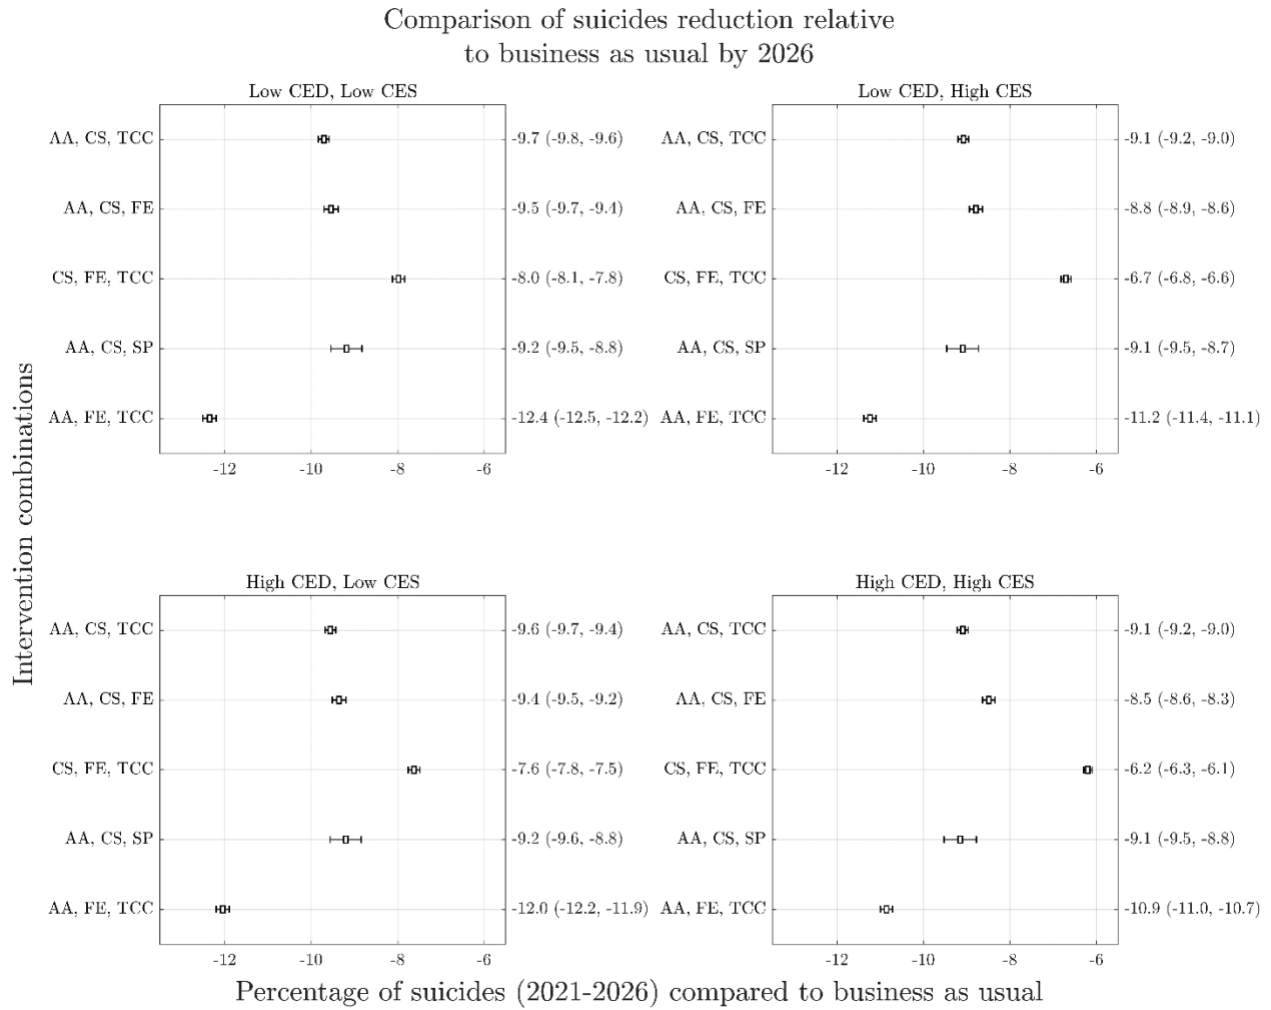 Comparison of suicides reduction relative
to business as usual by 2026
Intervention combinations
Low CED, Low CES
AA, CS, TCC -9.7 (-9.8, -9.6)
AA, CS, FE -9.5 (-9.7, -9.4)
CS, FE, TCC -8.0 (-8.1, -7.8)
AA, CS, SP -9.2 (-9.5, -8.8)
AA, FE, TCC -12.4 (-12.5, -12.2)
-12 -10 -8 -6
Low CED, High CES
AA, CS, TCC -9.1 (-9.2, -9.0)
AA, CS, FE -8.8 (-8.9, -8.6)
CS, FE, TCC -6.7 (-6.8, -6.6)
AA, CS, SP -9.1 (-9.5, -8.7)
AA, FE, TCC -11.2 (-11.4, -11.1)
-12 -10 -8 -6
High CED, Low CES
AA, CS, TCC -9.6 (-9.7, -9.4)
AA, CS, FE -9.4 (-9.5, -9.2)
CS, FE, TCC -7.6 (-7.8, -7.5)
AA, CS, SP -9.2 (-9.6, -8.8)
AA, FE, TCC -12.0 (-12.2, -11.9)
-12 -10 -8 -6
High CED, High CES
AA, CS, TCC -9.1 (-9.2, -9.0)
AA, CS, FE -8.5 (-8.6, -8.3)
CS, FE, TCC -6.2 (-6.3, -6.1)
AA, CS, SP -9.1 (-9.5, -8.8)
AA, FE, TCC -10.9 (-11.0, -10.7)
-12 -10 -8 -6
Percentage of suicides (2021-2026) compared to business as usual